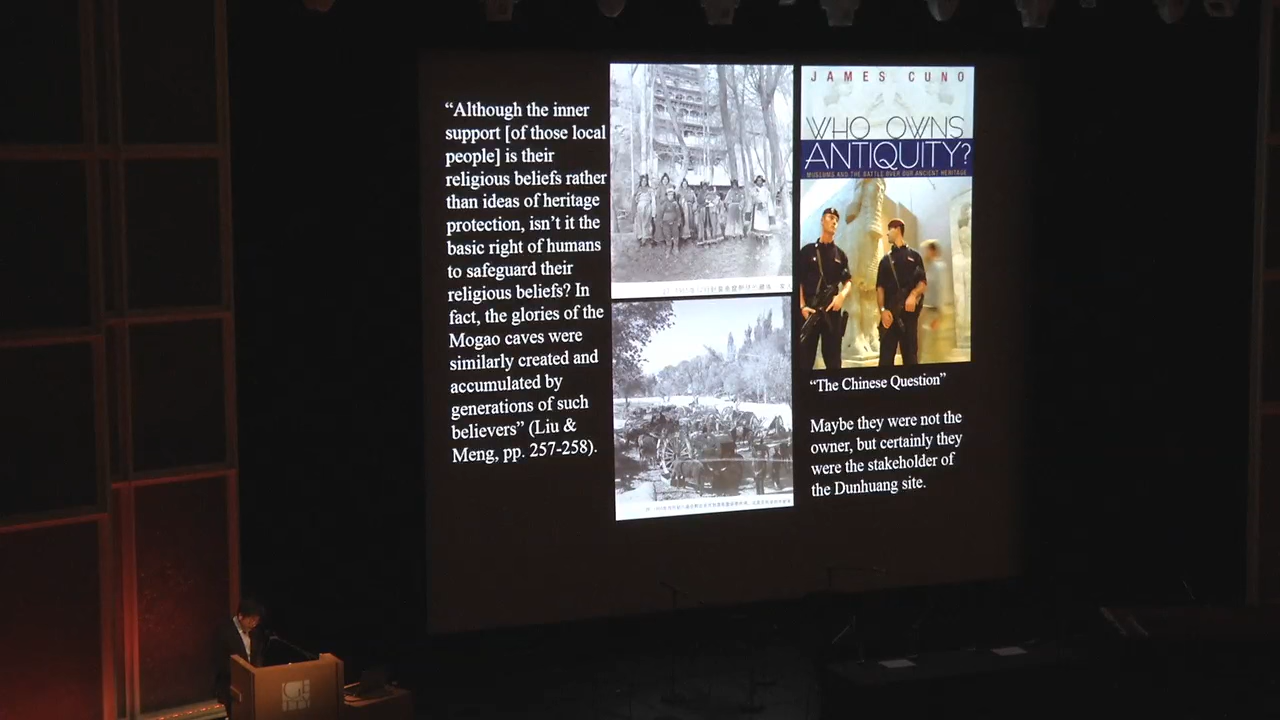 “Although the inner
support [of those local
people] is their
religious beliefs rather
than ideas of heritage
protection, isn’t it the
basic right of humans
to safeguard their
religious beliefs? In
fact, the glories of the
Mogao caves were
similarly created and
accumulated by
generations of such
believers” (Liu &
Meng, pp. 257-258).
JAMES CUNO
WHO OWNS
ANTIQUITY?
MUSEUMS AND THE BATTLE OVER OUR ANCIENT HERITAGE
“The Chinese Question”
Maybe they were not the
owner, but certainly they
were the stakeholder of
the Dunhuang site.